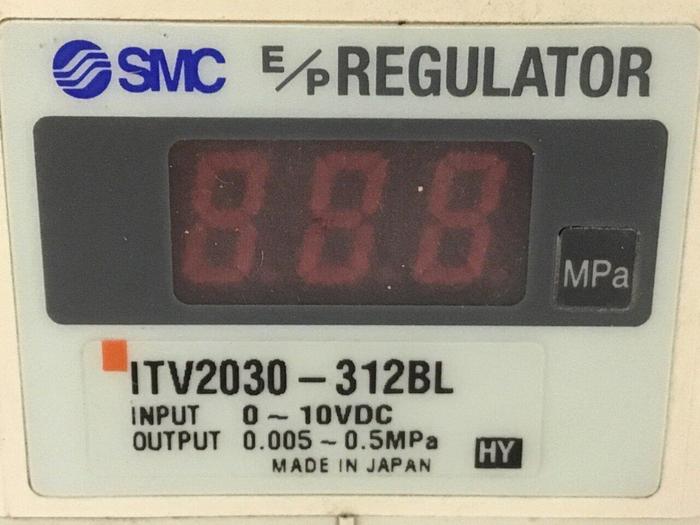 SMC E/P REGULATOR
888
MPa
ITV2030-312BL
INPUT 0~10VDC
OUTPUT 0.005~0.5MPa
HY
MADE IN JAPAN